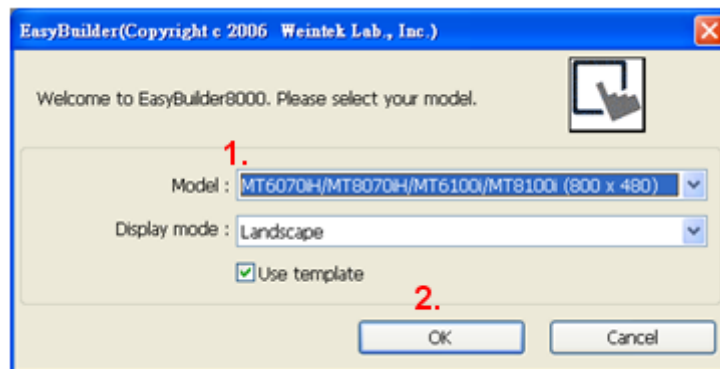 EasyBuilder(Copyright c 2006 Weintek Lab., Inc.)
Welcome to EasyBuilder8000. Please select your model.
1.
Model : MT6070iH/MT8070iH/MT6100i/MT8100i (800 x 480)
Display mode : Landscape
Use template
2.
OK Cancel